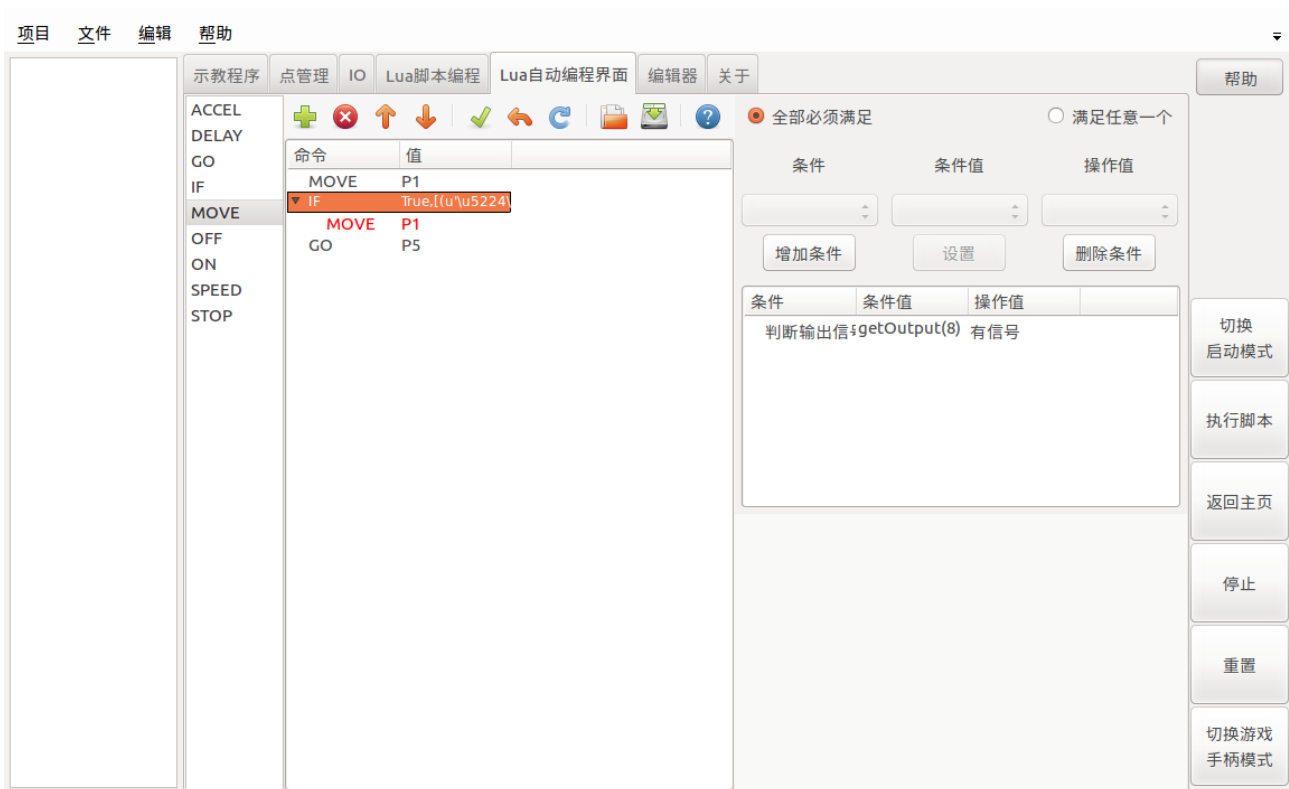 项目 文件 编辑 帮助
示教程序 点管理 IO Lua脚本编程 Lua自动编程界面 编辑器 关于
帮助
ACCEL
DELAY
GO
IF
MOVE
OFF
ON
SPEED
STOP
命令 值
MOVE P1
IF True,[(u'\u5224\
MOVE P1
GO P5
全部必须满足 满足任意一个
条件 条件值 操作值
增加条件 设置 删除条件
条件 条件值 操作值
判断输出信 getOutput(8) 有信号
切换
启动模式
执行脚本
返回主页
停止
重置
切换游戏
手柄模式